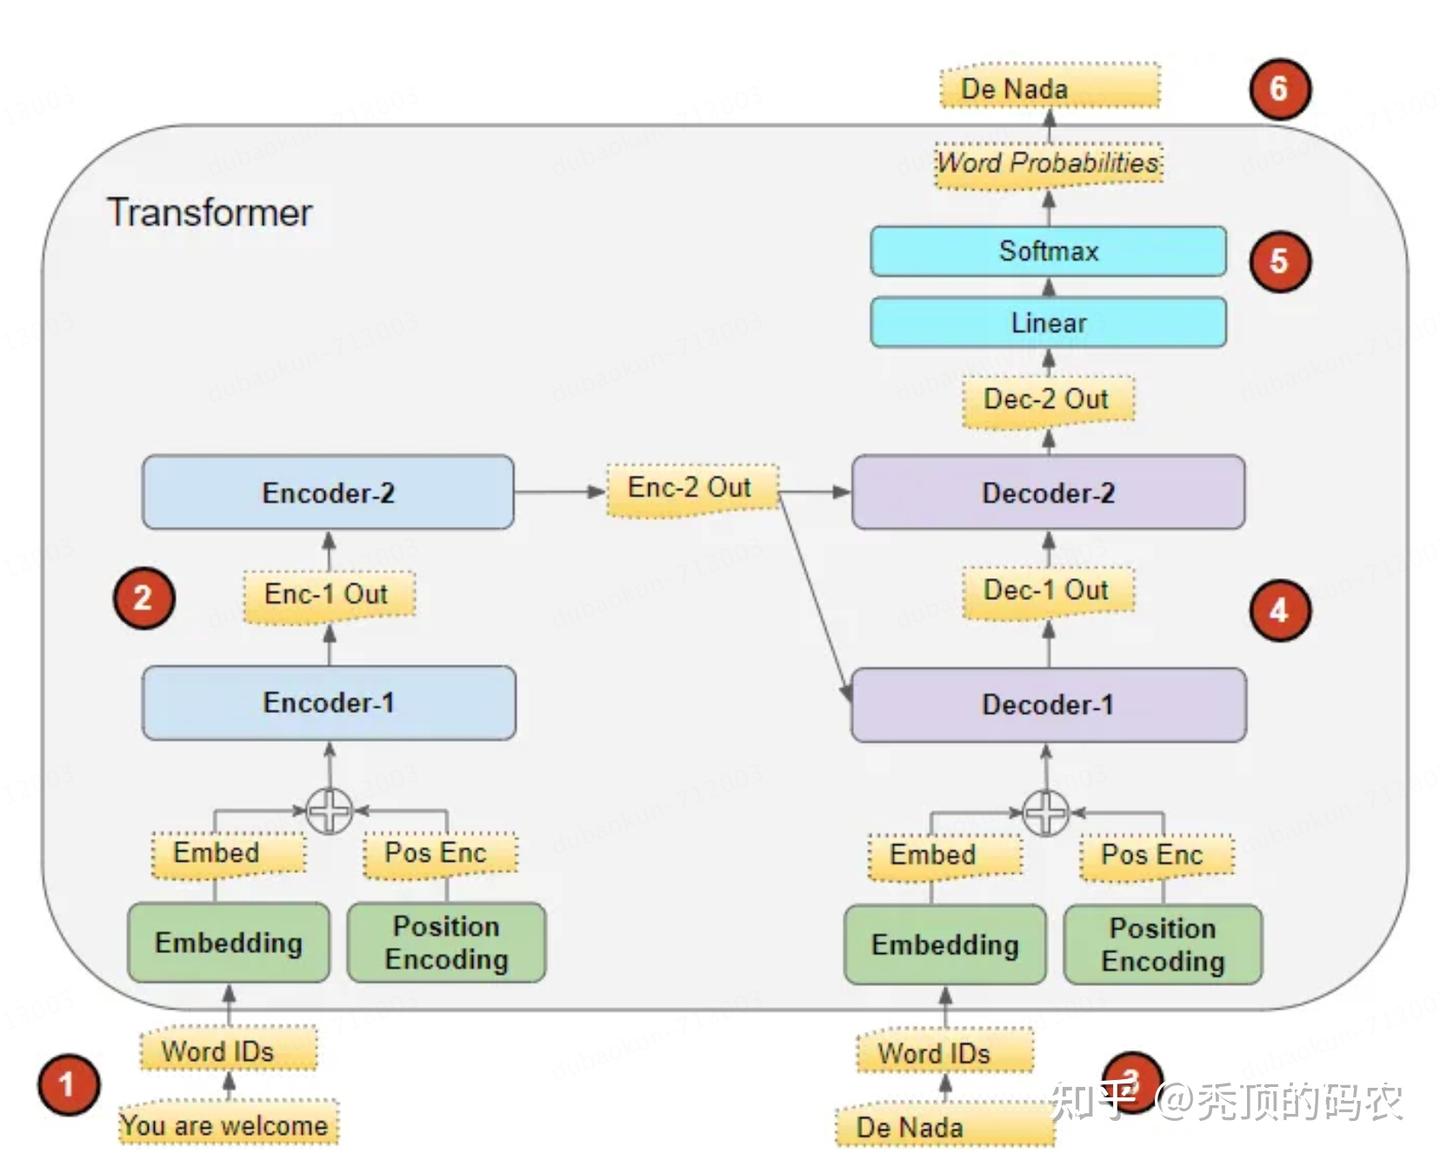 De Nada
6
Word Probabilities
Transformer
Softmax
5
Linear
Dec-2 Out
Encoder-2
Enc-2 Out
Decoder-2
2
Enc-1 Out
Dec-1 Out
4
Encoder-1
Decoder-1
Embed
Pos Enc
Embed
Pos Enc
Embedding
Position
Encoding
Embedding
Position
Encoding
Word IDs
Word IDs
1
3
You are welcome
De Nada
知乎 @秃顶的码农
dubaokun-713003